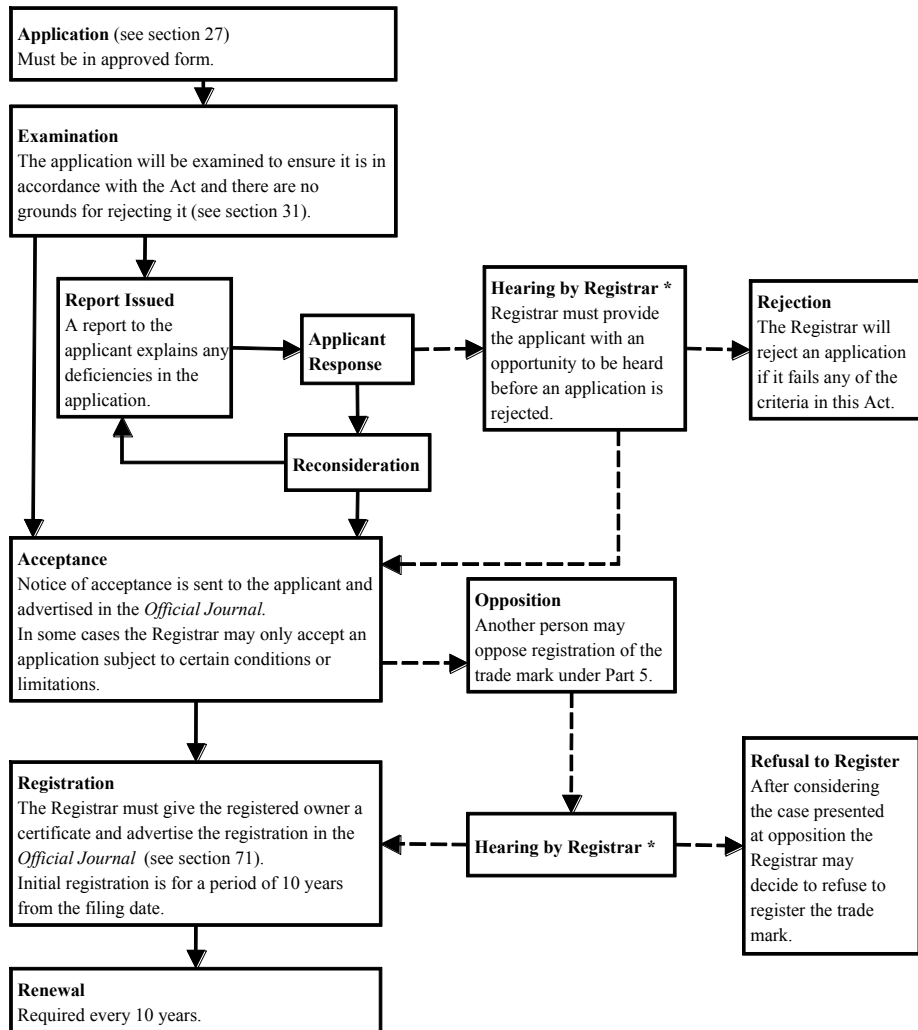 Application (see section 27)
Must be in approved form.
Examination
The application will be examined to ensure it is in
accordance with the Act and there are no
grounds for rejecting it (see section 31).
Report Issued
A report to the
applicant explains any
deficiencies in the
application.
Applicant
Response
Hearing by Registrar *
Registrar must provide
the applicant with an
opportunity to be heard
before an application is
rejected.
Rejection
The Registrar will
reject an application
if it fails any of the
criteria in this Act.
Reconsideration
Acceptance
Notice of acceptance is sent to the applicant and
advertised in the Official Journal.
In some cases the Registrar may only accept an
application subject to certain conditions or
limitations.
Opposition
Another person may
oppose registration of the
trade mark under Part 5.
Registration
The Registrar must give the registered owner a
certificate and advertise the registration in the
Official Journal (see section 71).
Initial registration is for a period of 10 years
from the filing date.
Hearing by Registrar *
Refusal to Register
After considering
the case presented
at opposition the
Registrar may
decide to refuse to
register the trade
mark.
Renewal
Required every 10 years.